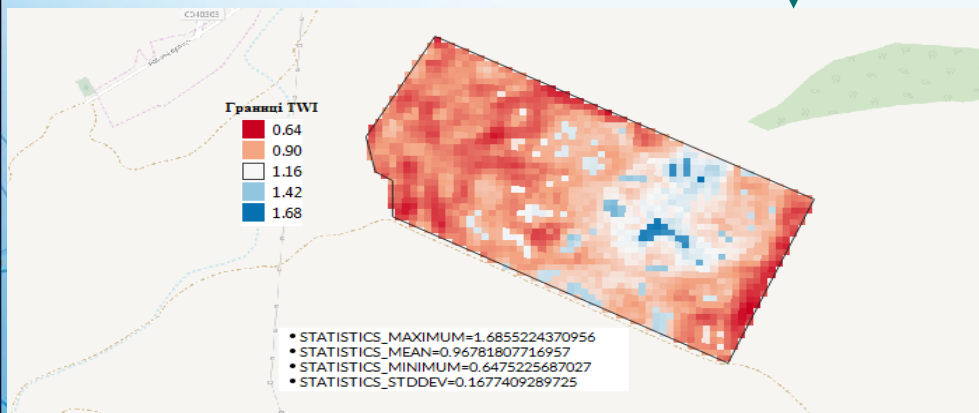 С040303
Границі TWI
0.64
0.90
1.16
1.42
1.68
• STATISTICS_MAXIMUM=1.6855224370956
• STATISTICS_MEAN=0.96781807716957
• STATISTICS_MINIMUM=0.6475225687027
• STATISTICS_STDDEV=0.1677409289725